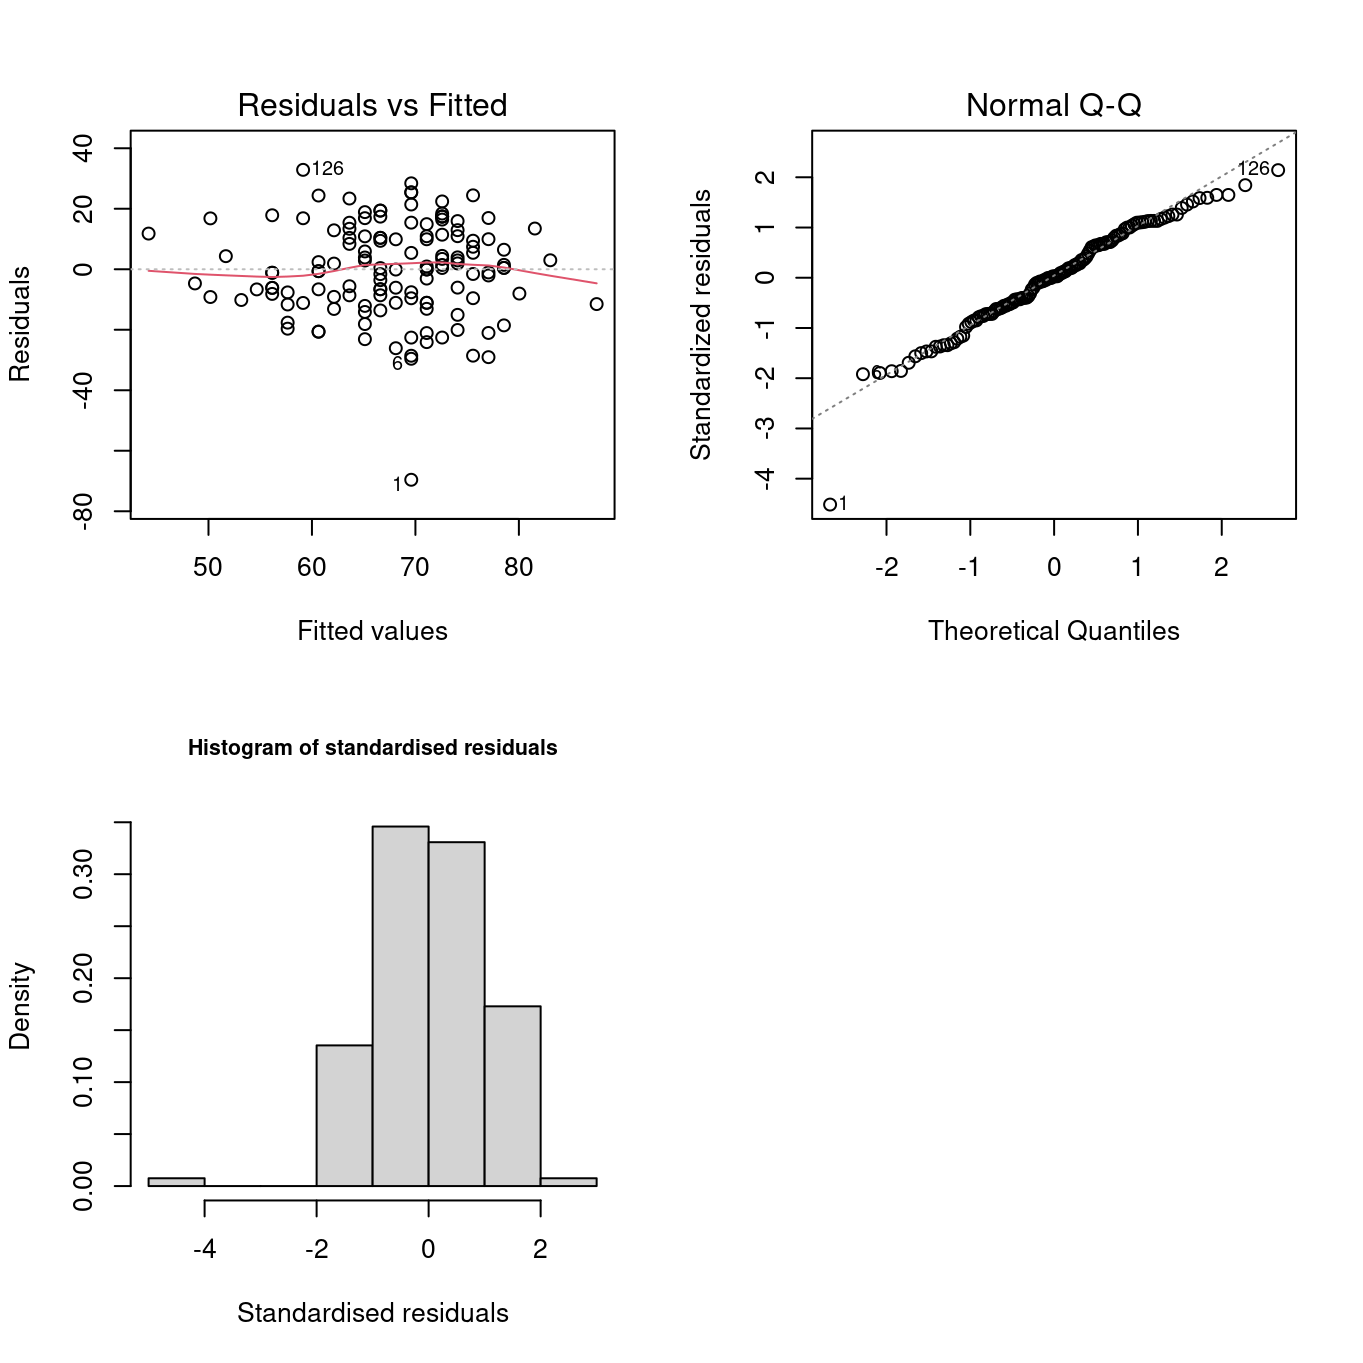 Residuals vs Fitted
Residuals
40
20
0
-40
-80
126
6
1
50 60 70 80
Fitted values
Normal Q-Q
Standardized residuals
2
1
0
-1
-2
-3
-4
126
6
1
-2 -1 0 1 2
Theoretical Quantiles
Histogram of standardised residuals
Density
0.30
0.20
0.10
0.00
-4 -2 0 2
Standardised residuals